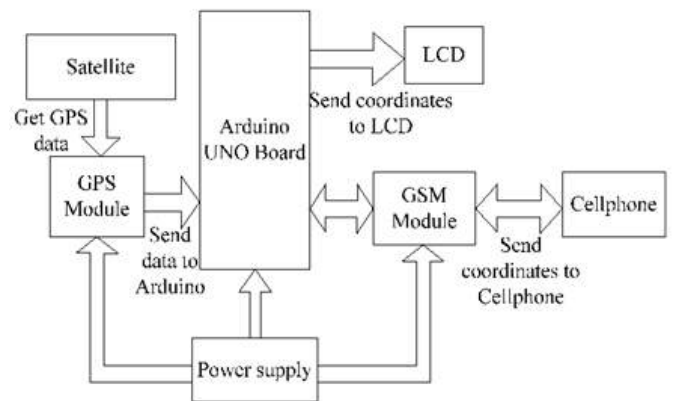 Satellite
LCD
Get GPS
data
Arduino
UNO Board
Send coordinates
to LCD
GPS
Module
GSM
Module
Cellphone
Send
data to
Arduino
Send
coordinates to
Cellphone
Power supply